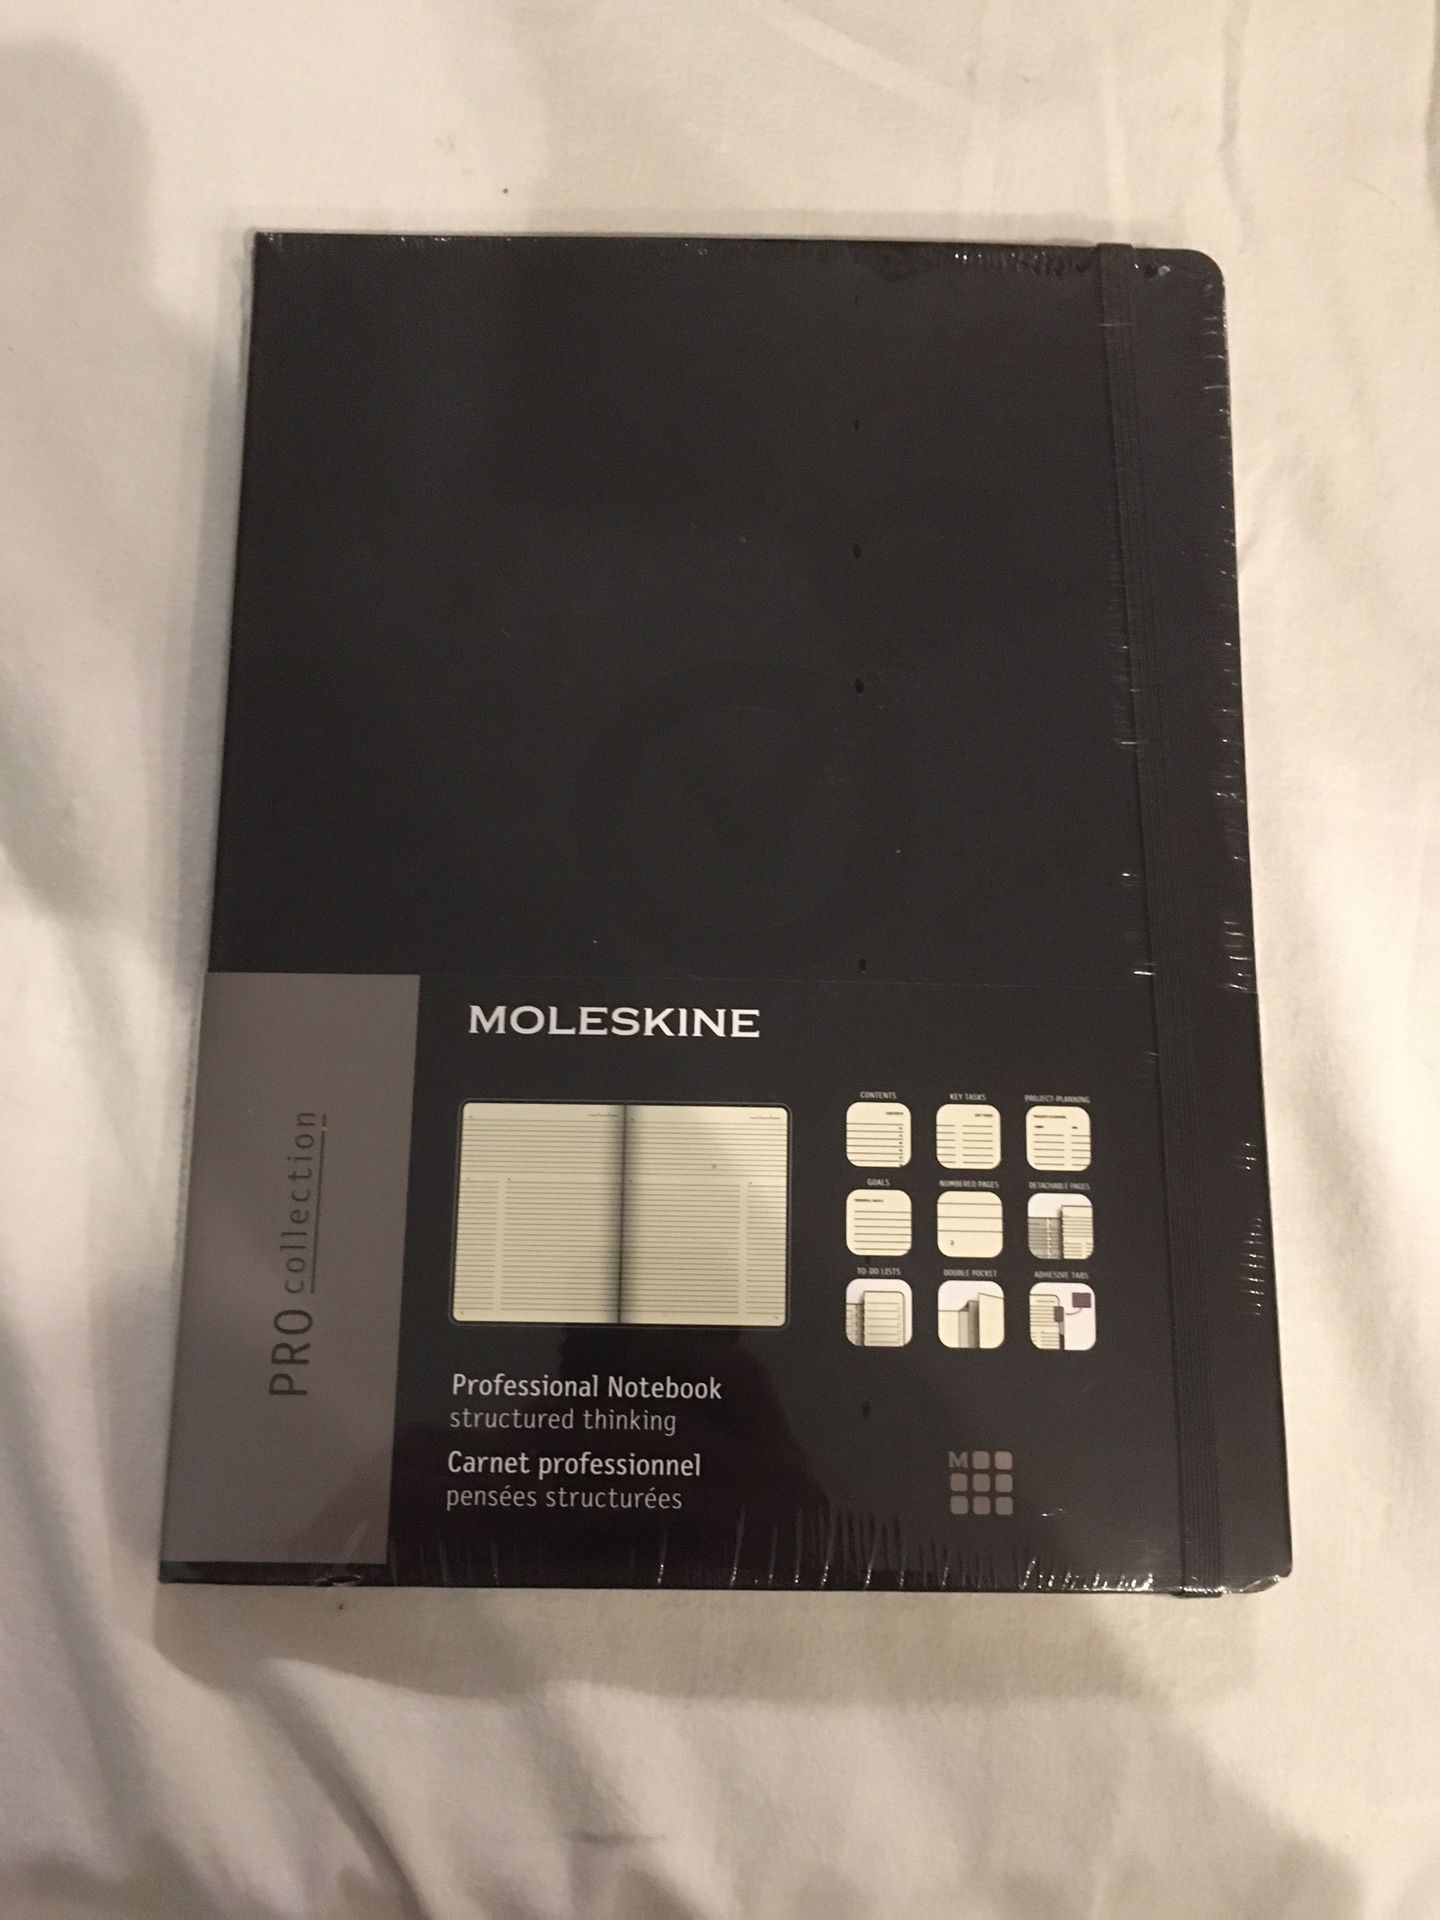 MOLESKINE
PRO collection
CONTENTS
KEY TASKS
PROJECT-PLANNING
GOALS
NUMBERED PAGES
DETACHABLE PAGES
TO-DO LISTS
DOUBLE POCKET
ADHESIVE TABS
Professional Notebook
structured thinking
Carnet professionnel
pensées structurées
M